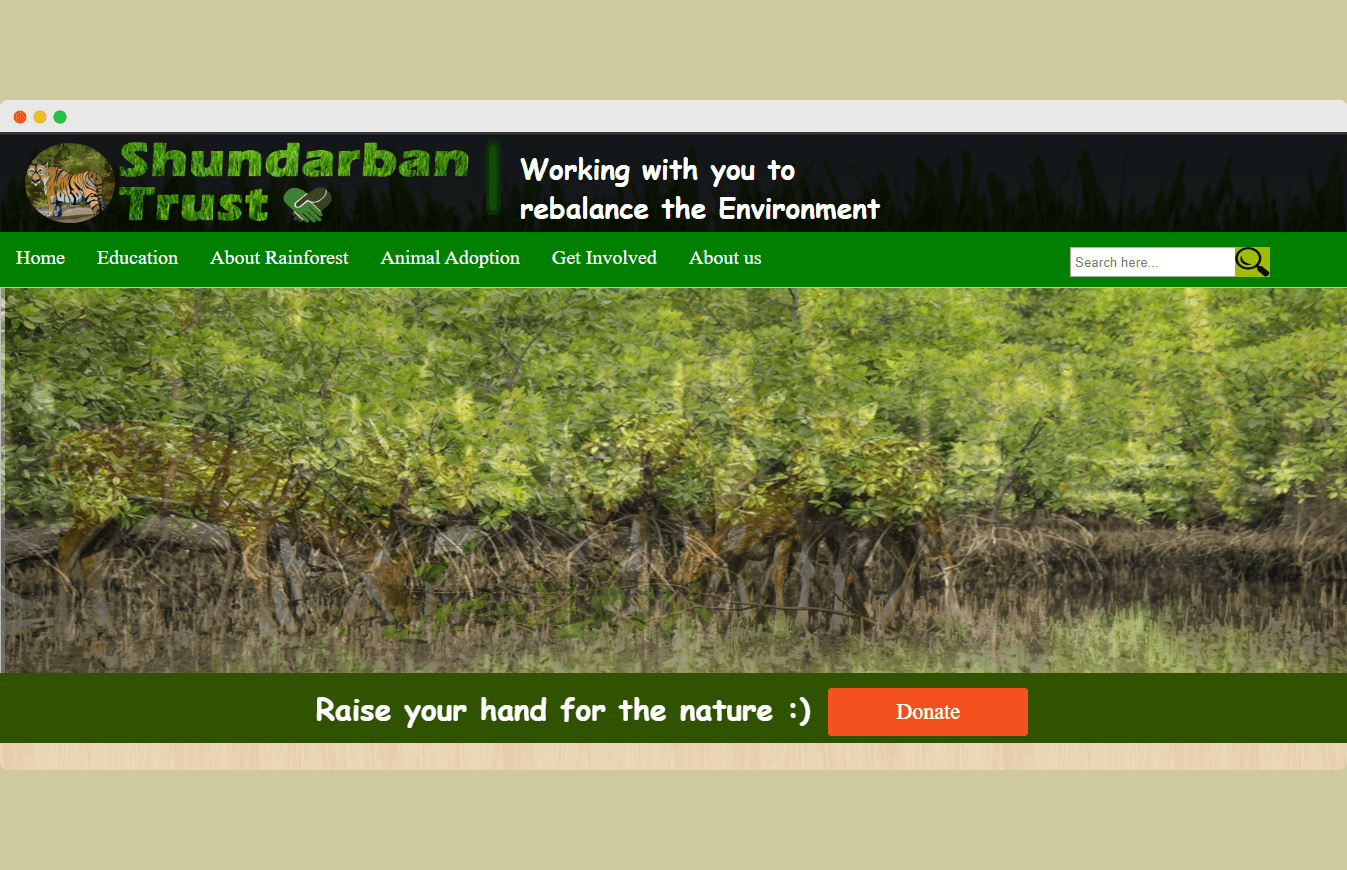 Shundarban
Trust
Working with you to
rebalance the Environment
Home Education About Rainforest Animal Adoption Get Involved About us Search here...
Raise your hand for the nature :) Donate